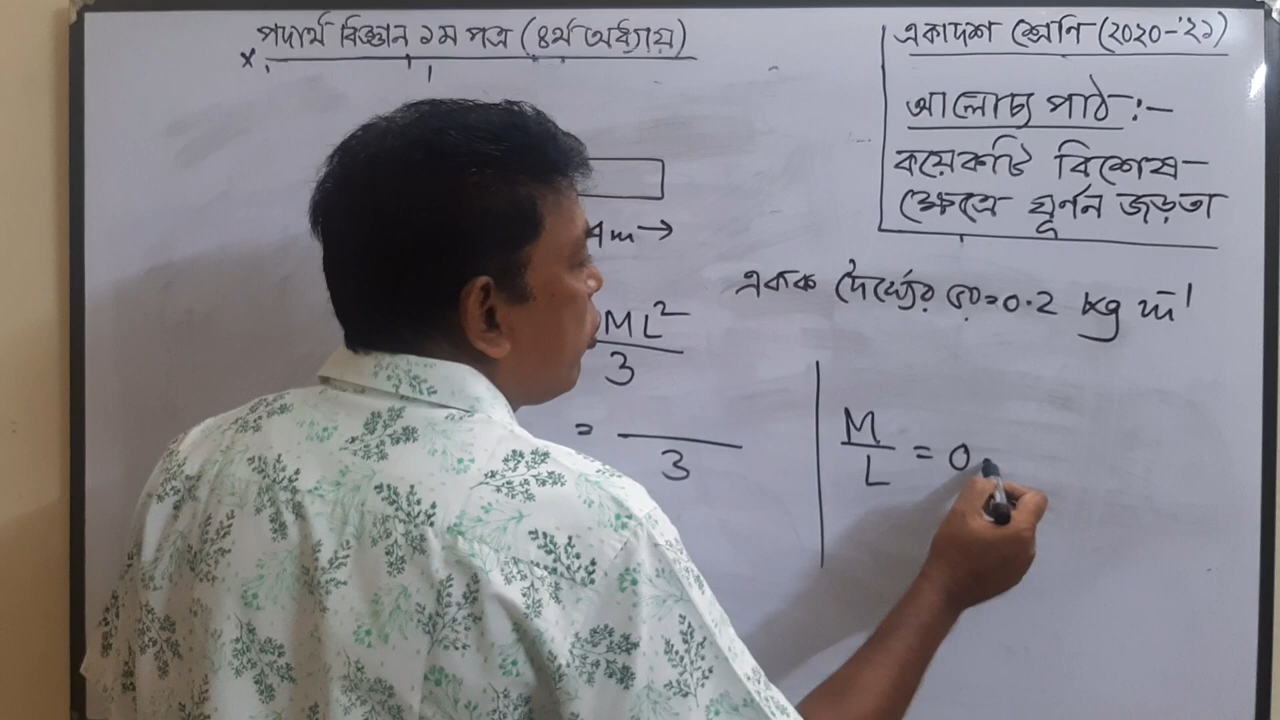 পদার্থ বিজ্ঞান ১ম পত্র (৪র্থ অধ্যায়)
একাদশ শ্রেণি (২০২০-'২১)
আলোচ্য পাঠ :-
কয়েকটি বিশেষ
ক্ষেত্রে ঘূর্ণন জড়তা
4m →
একক দৈর্ঘ্যের ভর = 0.2 kg m⁻¹
ML²
3
= ―
3
M
L
= 0.